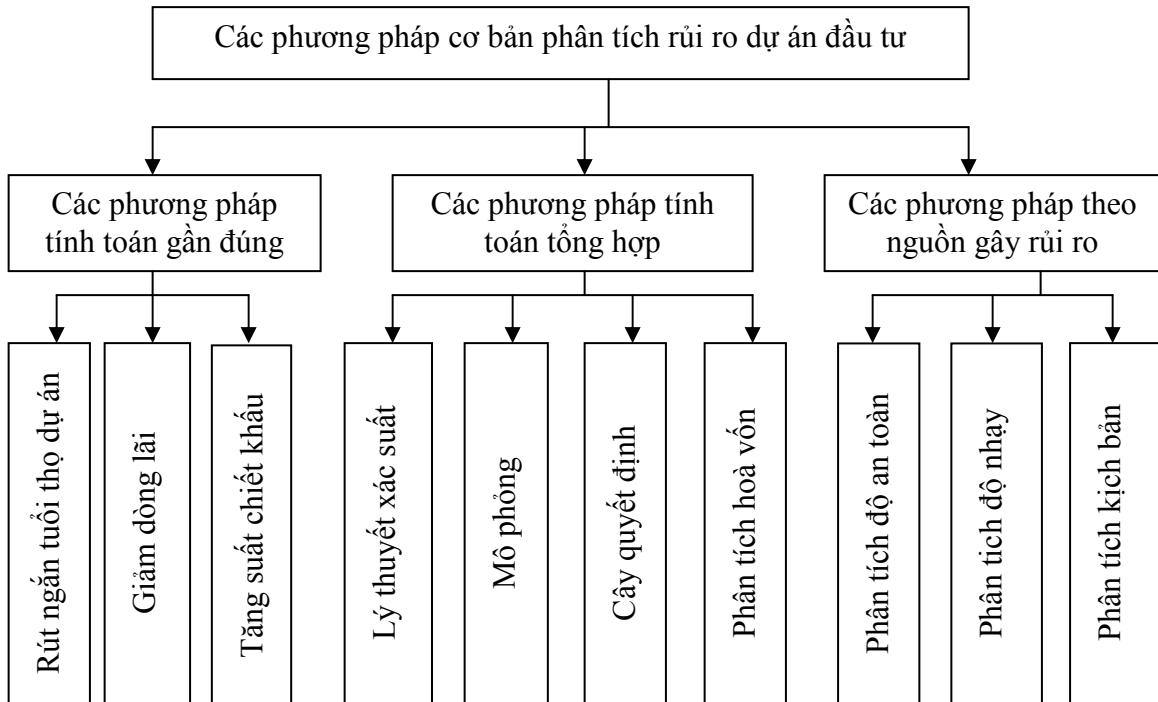 Các phương pháp cơ bản phân tích rủi ro dự án đầu tư
Các phương pháp
tính toán gần đúng
Các phương pháp tính
toán tổng hợp
Các phương pháp theo
nguồn gây rủi ro
Rút ngắn tuổi thọ dự án
Giảm dòng lãi
Tăng suất chiết khấu
Lý thuyết xác suất
Mô phỏng
Cây quyết định
Phân tích hoà vốn
Phân tích độ an toàn
Phân tich độ nhạy
Phân tích kịch bản